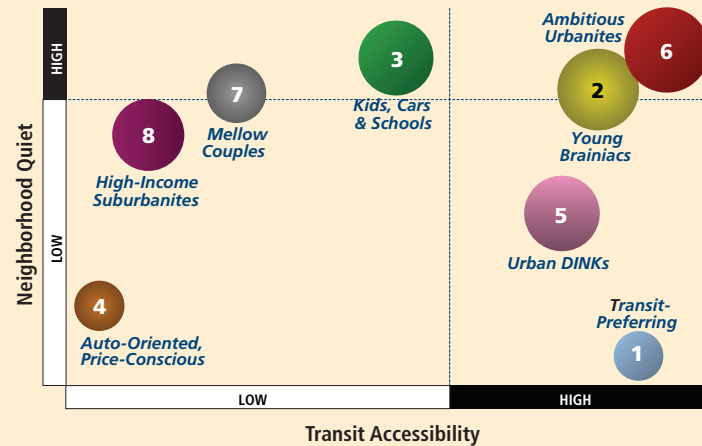 Neighborhood Quiet
HIGH
LOW
Ambitious
Urbanites
6
3
Kids, Cars
& Schools
2
Young
Brainiacs
7
Mellow
Couples
8
High-Income
Suburbanites
5
Urban DINKs
4
Auto-Oriented,
Price-Conscious
Transit-
Preferring
1
LOW
HIGH
Transit Accessibility